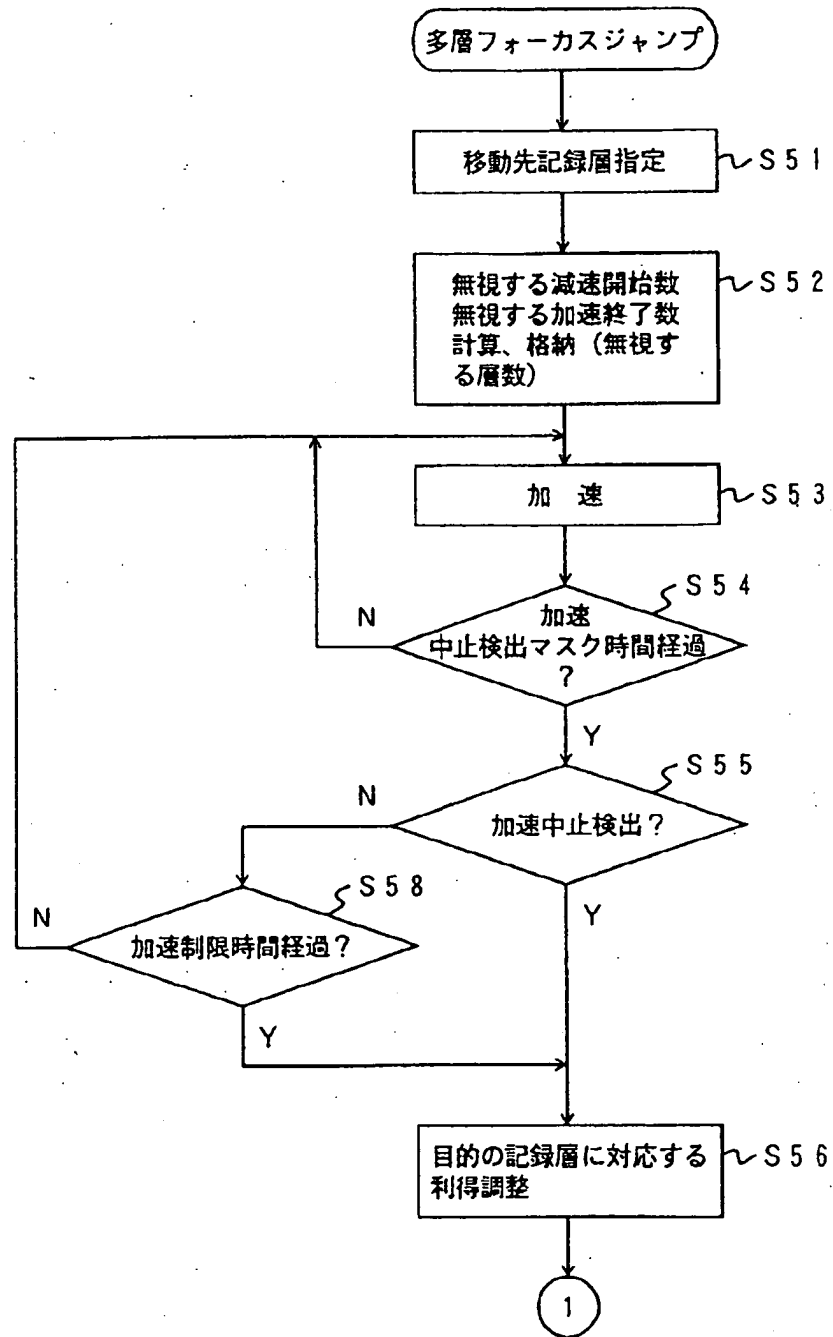 多層フォーカスジャンプ
移動先記録層指定
S51
無視する減速開始数
無視する加速終了数
計算、格納（無視す
る層数）
S52
加 速
S53
加速
中止検出マスク時間経過
？
S54
N
Y
加速中止検出？
S55
N
Y
加速制限時間経過？
S58
N
Y
目的の記録層に対応する
利得調整
S56
1